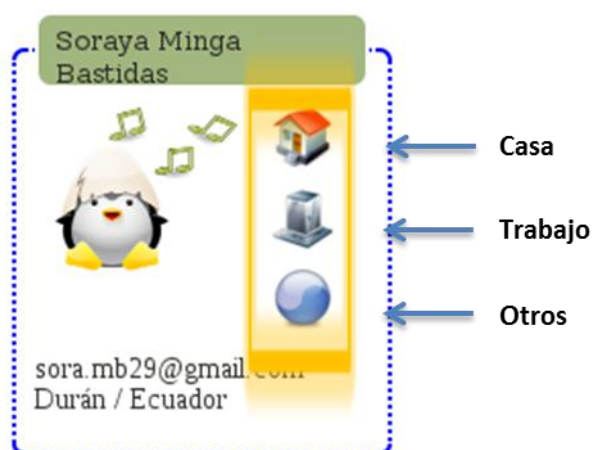 Soraya Minga
Bastidas
Casa
Trabajo
Otros
sora.mb29@gmail.com
Durán / Ecuador